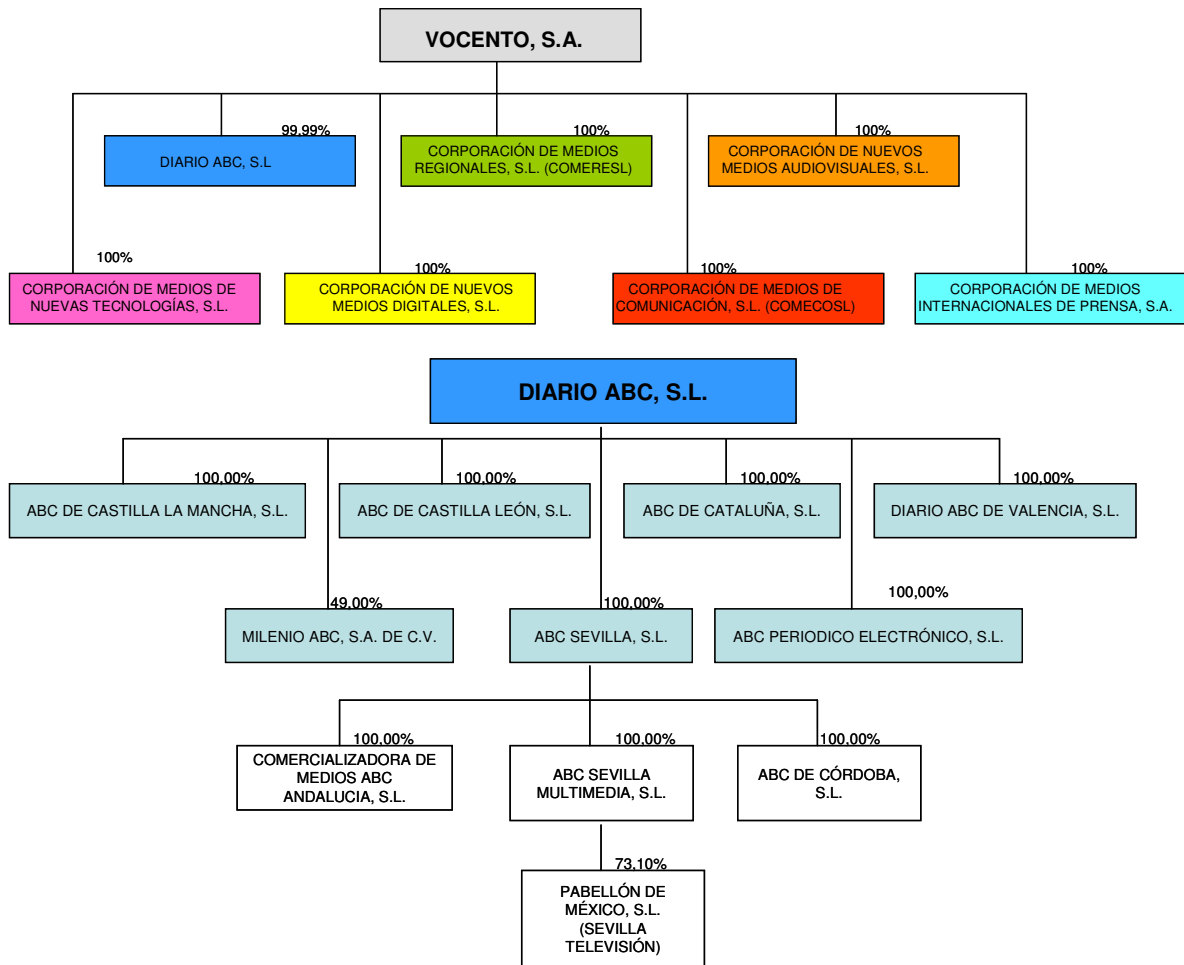 VOCENTO, S.A.
99,99%
DIARIO ABC, S.L
100%
CORPORACIÓN DE MEDIOS
REGIONALES, S.L. (COMERESL)
100%
CORPORACIÓN DE NUEVOS
MEDIOS AUDIOVISUALES, S.L.
100%
CORPORACIÓN DE MEDIOS DE
NUEVAS TECNOLOGÍAS, S.L.
100%
CORPORACIÓN DE NUEVOS
MEDIOS DIGITALES, S.L.
100%
CORPORACIÓN DE MEDIOS DE
COMUNICACIÓN, S.L. (COMECOSL)
100%
CORPORACIÓN DE MEDIOS
INTERNACIONALES DE PRENSA, S.A.
DIARIO ABC, S.L.
100,00%
ABC DE CASTILLA LA MANCHA, S.L.
100,00%
ABC DE CASTILLA LEÓN, S.L.
100,00%
ABC DE CATALUÑA, S.L.
100,00%
DIARIO ABC DE VALENCIA, S.L.
49,00%
MILENIO ABC, S.A. DE C.V.
100,00%
ABC SEVILLA, S.L.
100,00%
ABC PERIODICO ELECTRÓNICO, S.L.
100,00%
COMERCIALIZADORA DE
MEDIOS ABC
ANDALUCIA, S.L.
100,00%
ABC SEVILLA
MULTIMEDIA, S.L.
100,00%
ABC DE CÓRDOBA,
S.L.
73,10%
PABELLÓN DE
MÉXICO, S.L.
(SEVILLA
TELEVISIÓN)